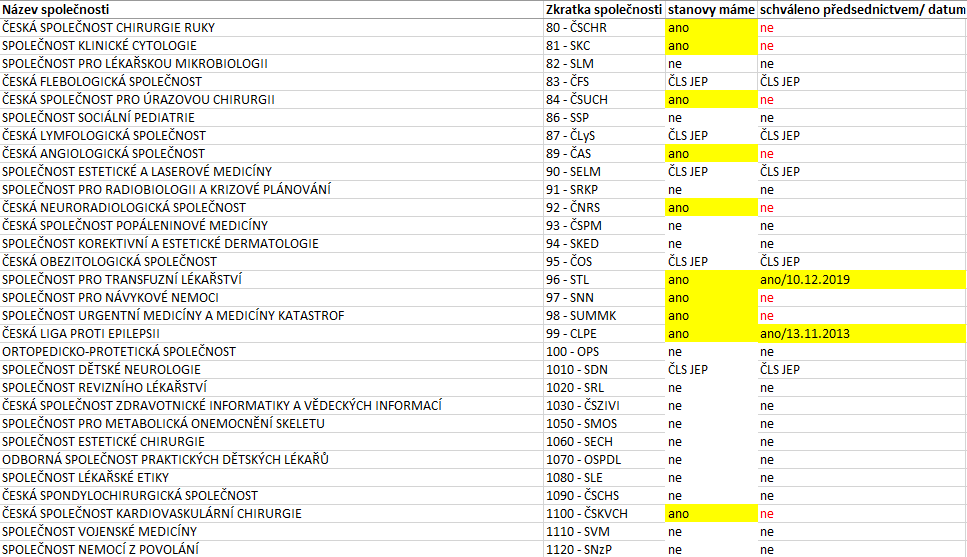 Název společnosti Zkratka společnosti stanovy máme schváleno předsednictvem/ datum
ČESKÁ SPOLEČNOST CHIRURGIE RUKY 80 - ČSCHR ano ne
SPOLEČNOST KLINICKÉ CYTOLOGIE 81 - SKC ano ne
SPOLEČNOST PRO LÉKAŘSKOU MIKROBIOLOGII 82 - SLM ne ne
ČESKÁ FLEBOLOGICKÁ SPOLEČNOST 83 - ČFS ČLS JEP ČLS JEP
ČESKÁ SPOLEČNOST PRO ÚRAZOVOU CHIRURGII 84 - ČSUCH ano ne
SPOLEČNOST SOCIÁLNÍ PEDIATRIE 86 - SSP ne ne
ČESKÁ LYMFOLOGICKÁ SPOLEČNOST 87 - ČLyS ČLS JEP ČLS JEP
ČESKÁ ANGIOLOGICKÁ SPOLEČNOST 89 - ČAS ano ne
SPOLEČNOST ESTETICKÉ A LASEROVÉ MEDICÍNY 90 - SELM ČLS JEP ČLS JEP
SPOLEČNOST PRO RADIOBIOLOGII A KRIZOVÉ PLÁNOVÁNÍ 91 - SRKP ne ne
ČESKÁ NEURORADIOLOGICKÁ SPOLEČNOST 92 - ČNRS ano ne
ČESKÁ SPOLEČNOST POPÁLENINOVÉ MEDICÍNY 93 - ČSPM ne ne
SPOLEČNOST KOREKTIVNÍ A ESTETICKÉ DERMATOLOGIE 94 - SKED ne ne
ČESKÁ OBEZITOLOGICKÁ SPOLEČNOST 95 - ČOS ČLS JEP ČLS JEP
SPOLEČNOST PRO TRANSFUZNÍ LÉKAŘSTVÍ 96 - STL ano ano/10.12.2019
SPOLEČNOST PRO NÁVYKOVÉ NEMOCI 97 - SNN ano ne
SPOLEČNOST URGENTNÍ MEDICÍNY A MEDICÍNY KATASTROF 98 - SUMMK ano ne
ČESKÁ LIGA PROTI EPILEPSII 99 - CLPE ano ano/13.11.2013
ORTOPEDICKO-PROTETICKÁ SPOLEČNOST 100 - OPS ne ne
SPOLEČNOST DĚTSKÉ NEUROLOGIE 1010 - SDN ČLS JEP ČLS JEP
SPOLEČNOST REVIZNÍHO LÉKAŘSTVÍ 1020 - SRL ne ne
ČESKÁ SPOLEČNOST ZDRAVOTNICKÉ INFORMATIKY A VĚDECKÝCH INFORMACÍ 1030 - ČSZIVI ne ne
SPOLEČNOST PRO METABOLICKÁ ONEMOCNĚNÍ SKELETU 1050 - SMOS ne ne
SPOLEČNOST ESTETICKÉ CHIRURGIE 1060 - SECH ne ne
ODBORNÁ SPOLEČNOST PRAKTICKÝCH DĚTSKÝCH LÉKAŘŮ 1070 - OSPDL ne ne
SPOLEČNOST LÉKAŘSKÉ ETIKY 1080 - SLE ne ne
ČESKÁ SPONDYLOCHIRURGICKÁ SPOLEČNOST 1090 - ČSCHS ne ne
ČESKÁ SPOLEČNOST KARDIOVASKULÁRNÍ CHIRURGIE 1100 - ČSKVCH ano ne
SPOLEČNOST VOJENSKÉ MEDICÍNY 1110 - SVM ne ne
SPOLEČNOST NEMOCÍ Z POVOLÁNÍ 1120 - SNzP ne ne